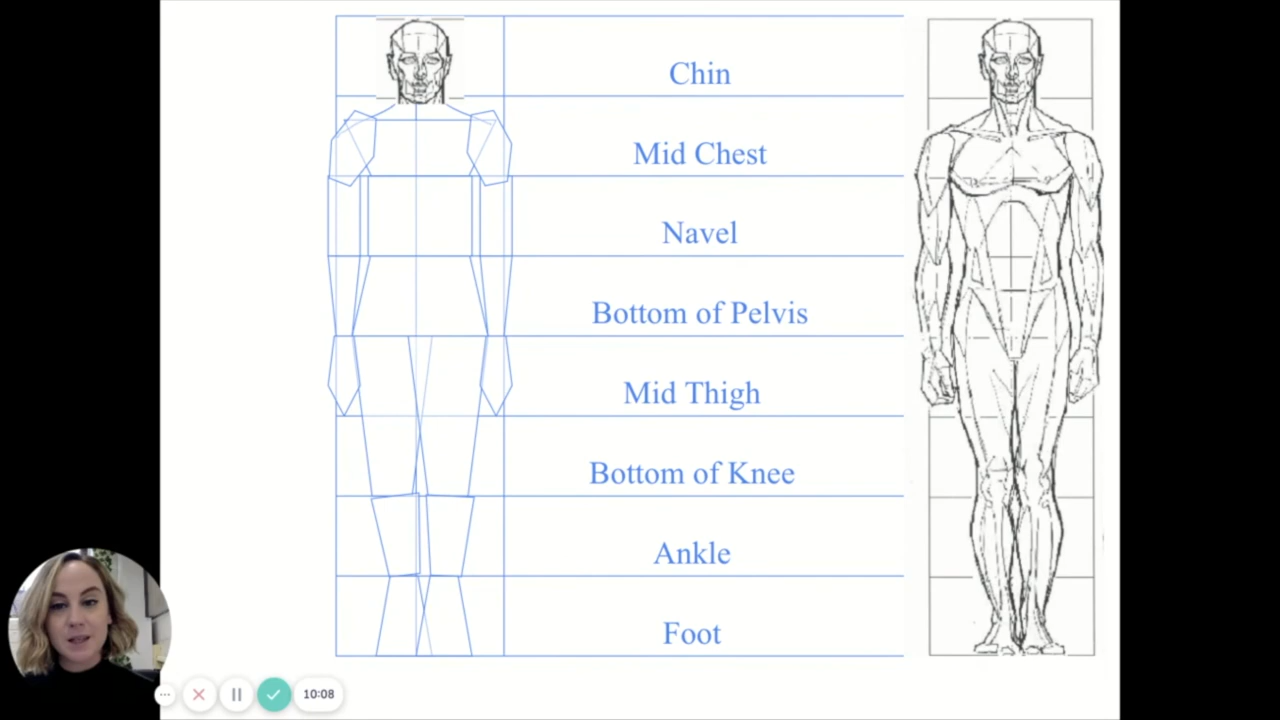 Chin
Mid Chest
Navel
Bottom of Pelvis
Mid Thigh
Bottom of Knee
Ankle
Foot
10:08